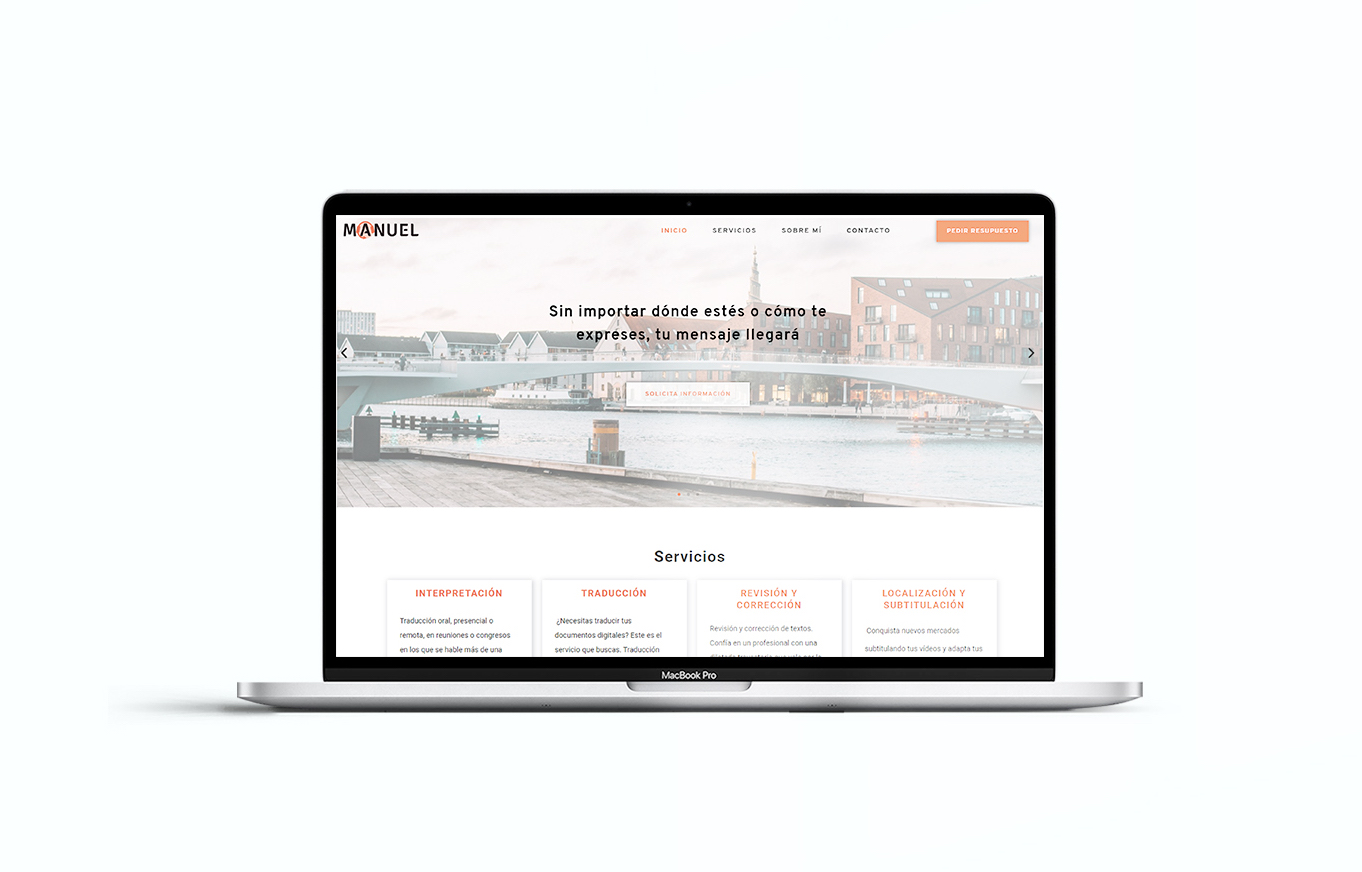 MANUEL
INICIO SERVICIOS SOBRE MÍ CONTACTO PEDIR RESUPUESTO
Sin importar dónde estés o cómo te
expreses, tu mensaje llegará
SOLICITA INFORMACIÓN
Servicios
INTERPRETACIÓN
Traducción oral, presencial o
remota, en reuniones o congresos
en los que se hable más de una
TRADUCCIÓN
¿Necesitas traducir tus
documentos digitales? Este es el
servicio que buscas. Traducción
REVISIÓN Y
CORRECCIÓN
Revisión y corrección de textos.
Confía en un profesional con una
LOCALIZACIÓN Y
SUBTITULACIÓN
Conquista nuevos mercados
subtitulando tus vídeos y adapta tus
MacBook Pro